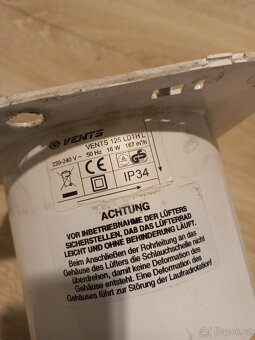 VENTS
VENTS 125 LDTH L
220-240 V ~ 50 Hz 16 W 167 m³/h
CE
IP34
ACHTUNG
VOR INBETRIEBNAHME DER LÜFTERS
SICHERSTELLEN, DAß DAS LÜFTERRAD
LEICHT UND OHNE BEHINDERUNG LÄUFT.
Beim Anschließen der Rohrleitung an das
Gehäuse des Lüfters die Schlauchschelle nicht
überdrehen, damit keine Deformation des
Gehäuse entsteht. Eine Deformation des
Gehäuses führt zur Störung der Laufradrotation!